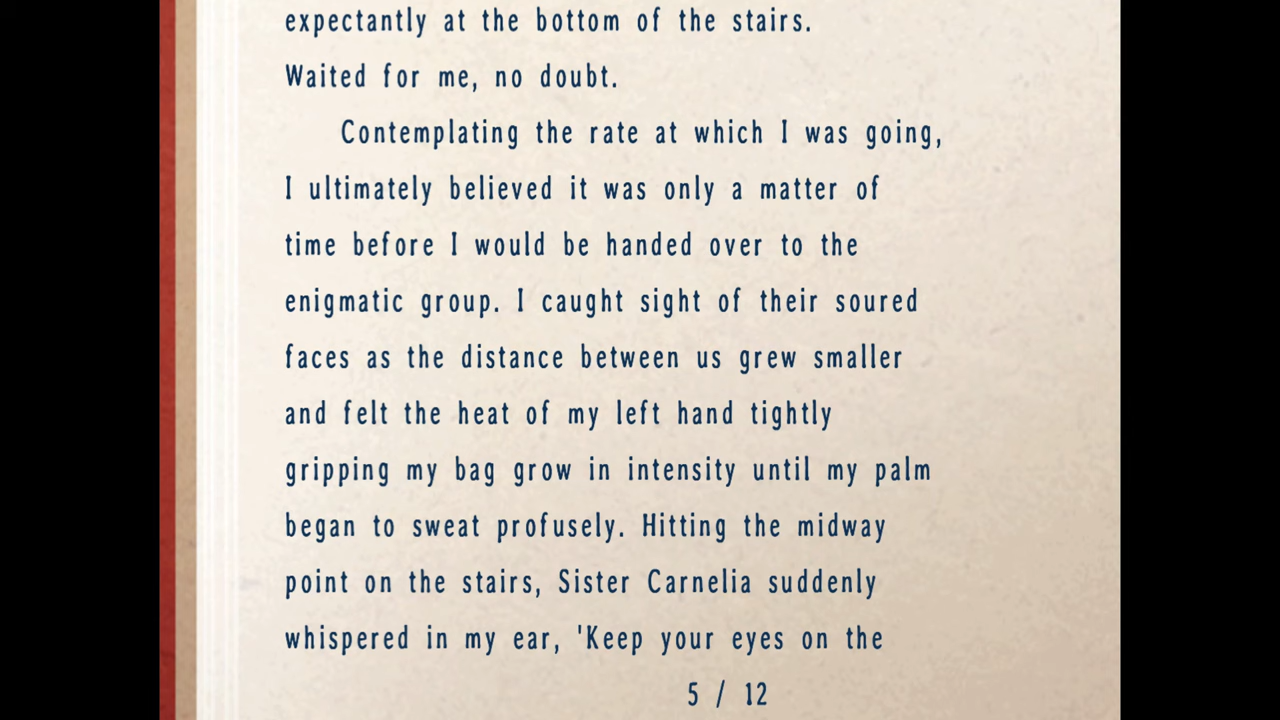 expectantly at the bottom of the stairs.
Waited for me, no doubt.
Contemplating the rate at which I was going,
I ultimately believed it was only a matter of
time before I would be handed over to the
enigmatic group. I caught sight of their soured
faces as the distance between us grew smaller
and felt the heat of my left hand tightly
gripping my bag grow in intensity until my palm
began to sweat profusely. Hitting the midway
point on the stairs, Sister Carnelia suddenly
whispered in my ear, 'Keep your eyes on the
5 / 12